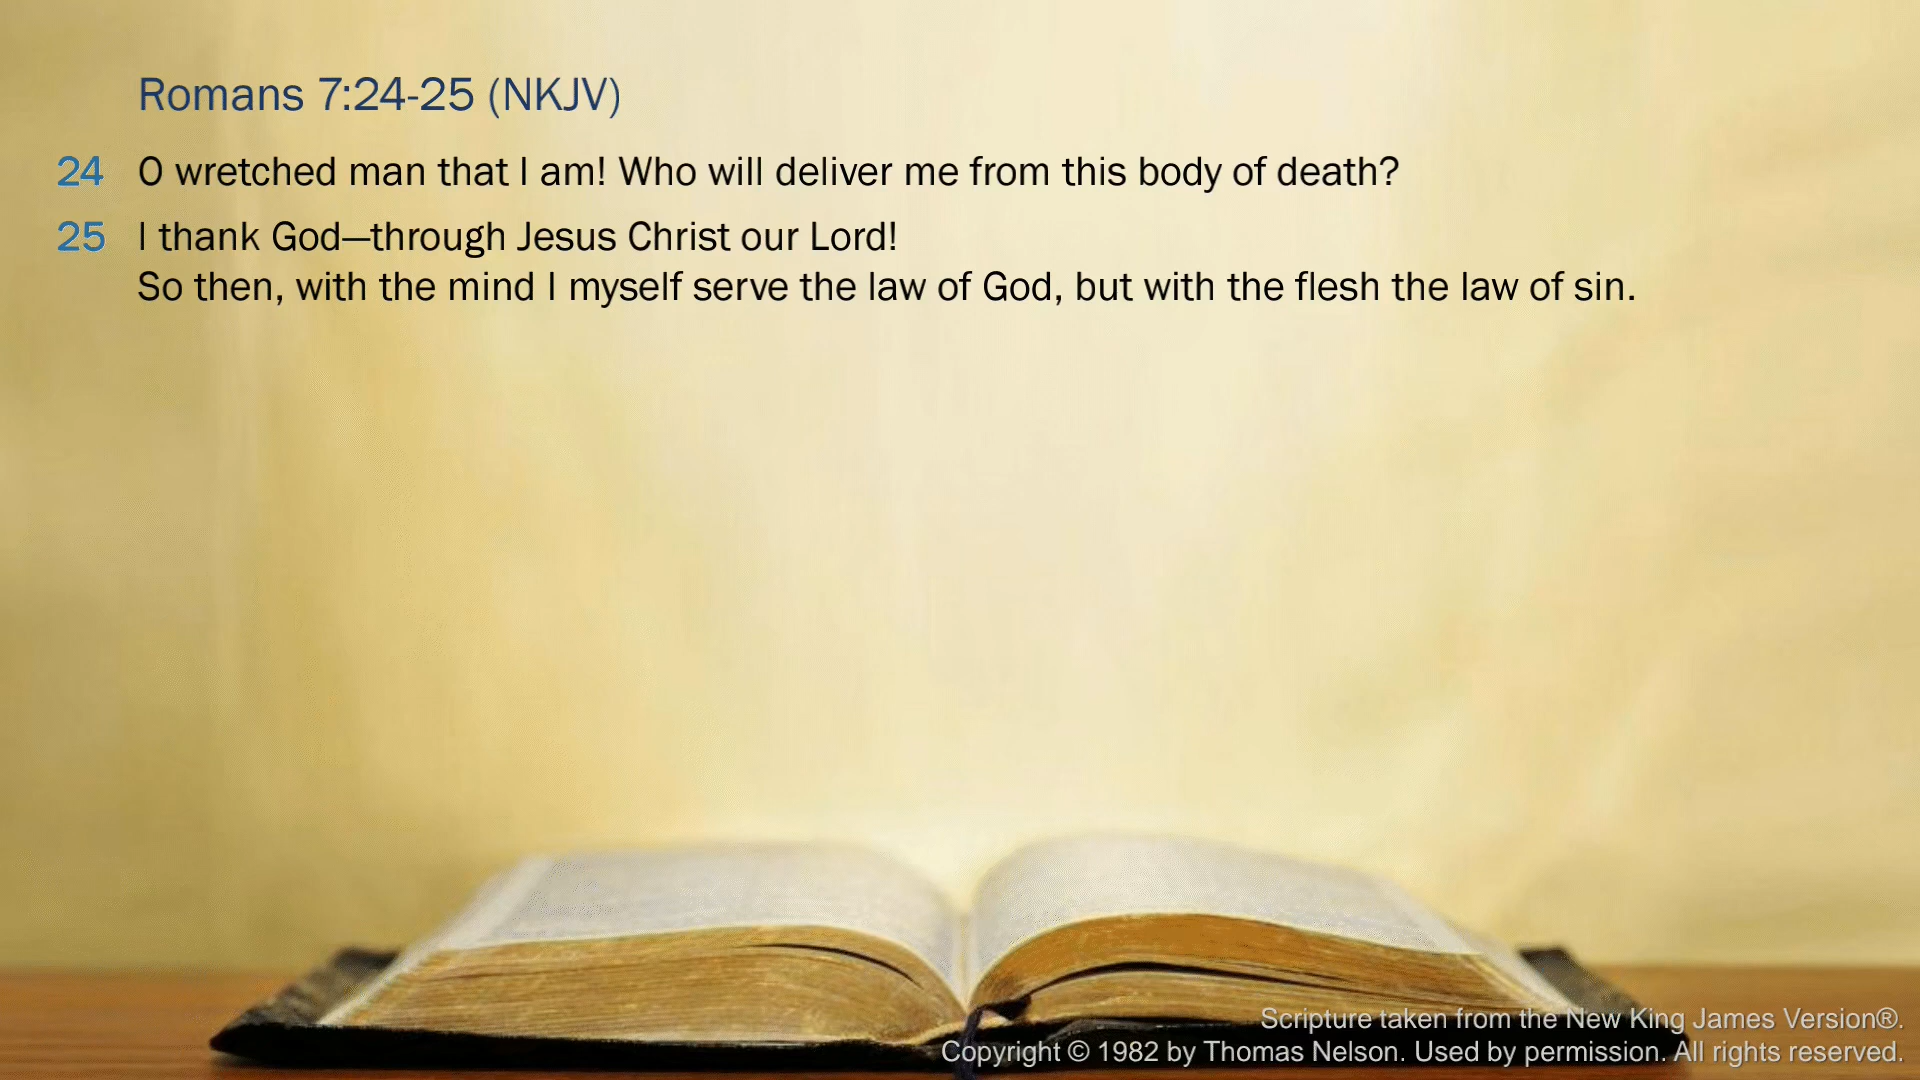 Romans 7:24-25 (NKJV)
24 O wretched man that I am! Who will deliver me from this body of death?
25 I thank God—through Jesus Christ our Lord!
So then, with the mind I myself serve the law of God, but with the flesh the law of sin.
Scripture taken from the New King James Version®.
Copyright © 1982 by Thomas Nelson. Used by permission. All rights reserved.